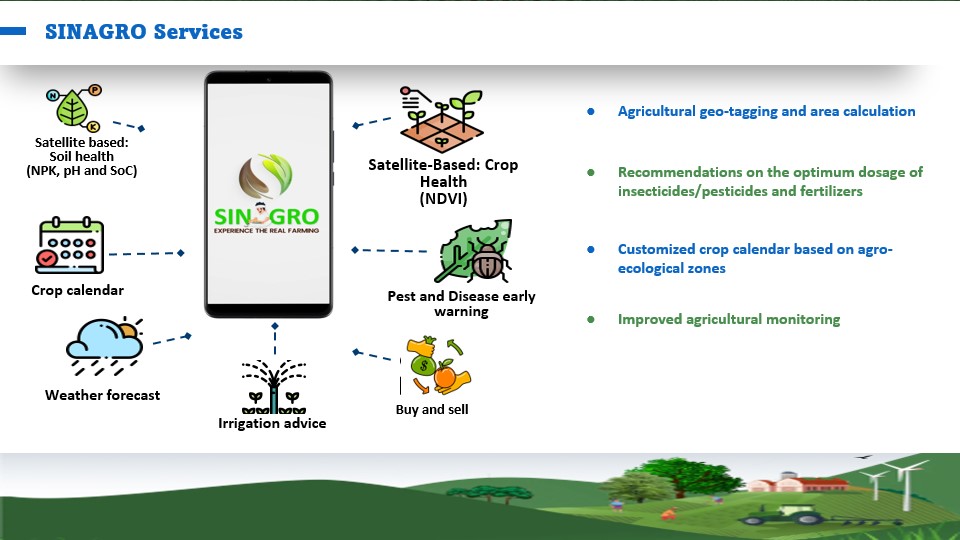 SINAGRO Services
N
P
K
Satellite based:
Soil health
(NPK, pH and SoC)
Crop calendar
Weather forecast
SINAGRO
EXPERIENCE THE REAL FARMING
Irrigation advice
Satellite-Based: Crop
Health
(NDVI)
Pest and Disease early
warning
$
Buy and sell
● Agricultural geo-tagging and area calculation
● Recommendations on the optimum dosage of
insecticides/pesticides and fertilizers
● Customized crop calendar based on agro-
ecological zones
● Improved agricultural monitoring